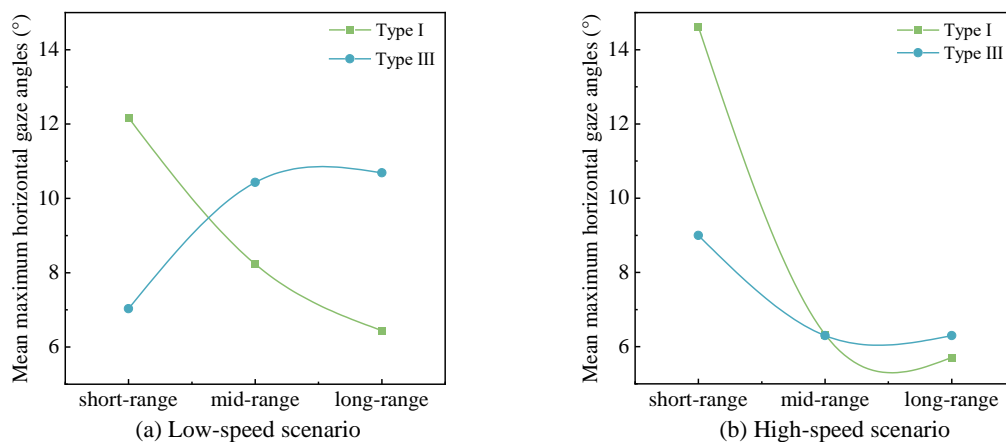 Mean maximum horizontal gaze angles (°)
14
12
10
8
6
Type I
Type III
short-range mid-range long-range
(a) Low-speed scenario
Mean maximum horizontal gaze angles (°)
14
12
10
8
6
Type I
Type III
short-range mid-range long-range
(b) High-speed scenario